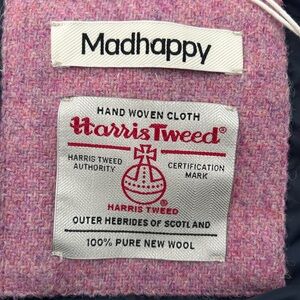 Madhappy
HAND WOVEN CLOTH
Harris Tweed®
HARRIS TWEED AUTHORITY
CERTIFICATION MARK
HARRIS TWEED
OUTER HEBRIDES OF SCOTLAND
100% PURE NEW WOOL